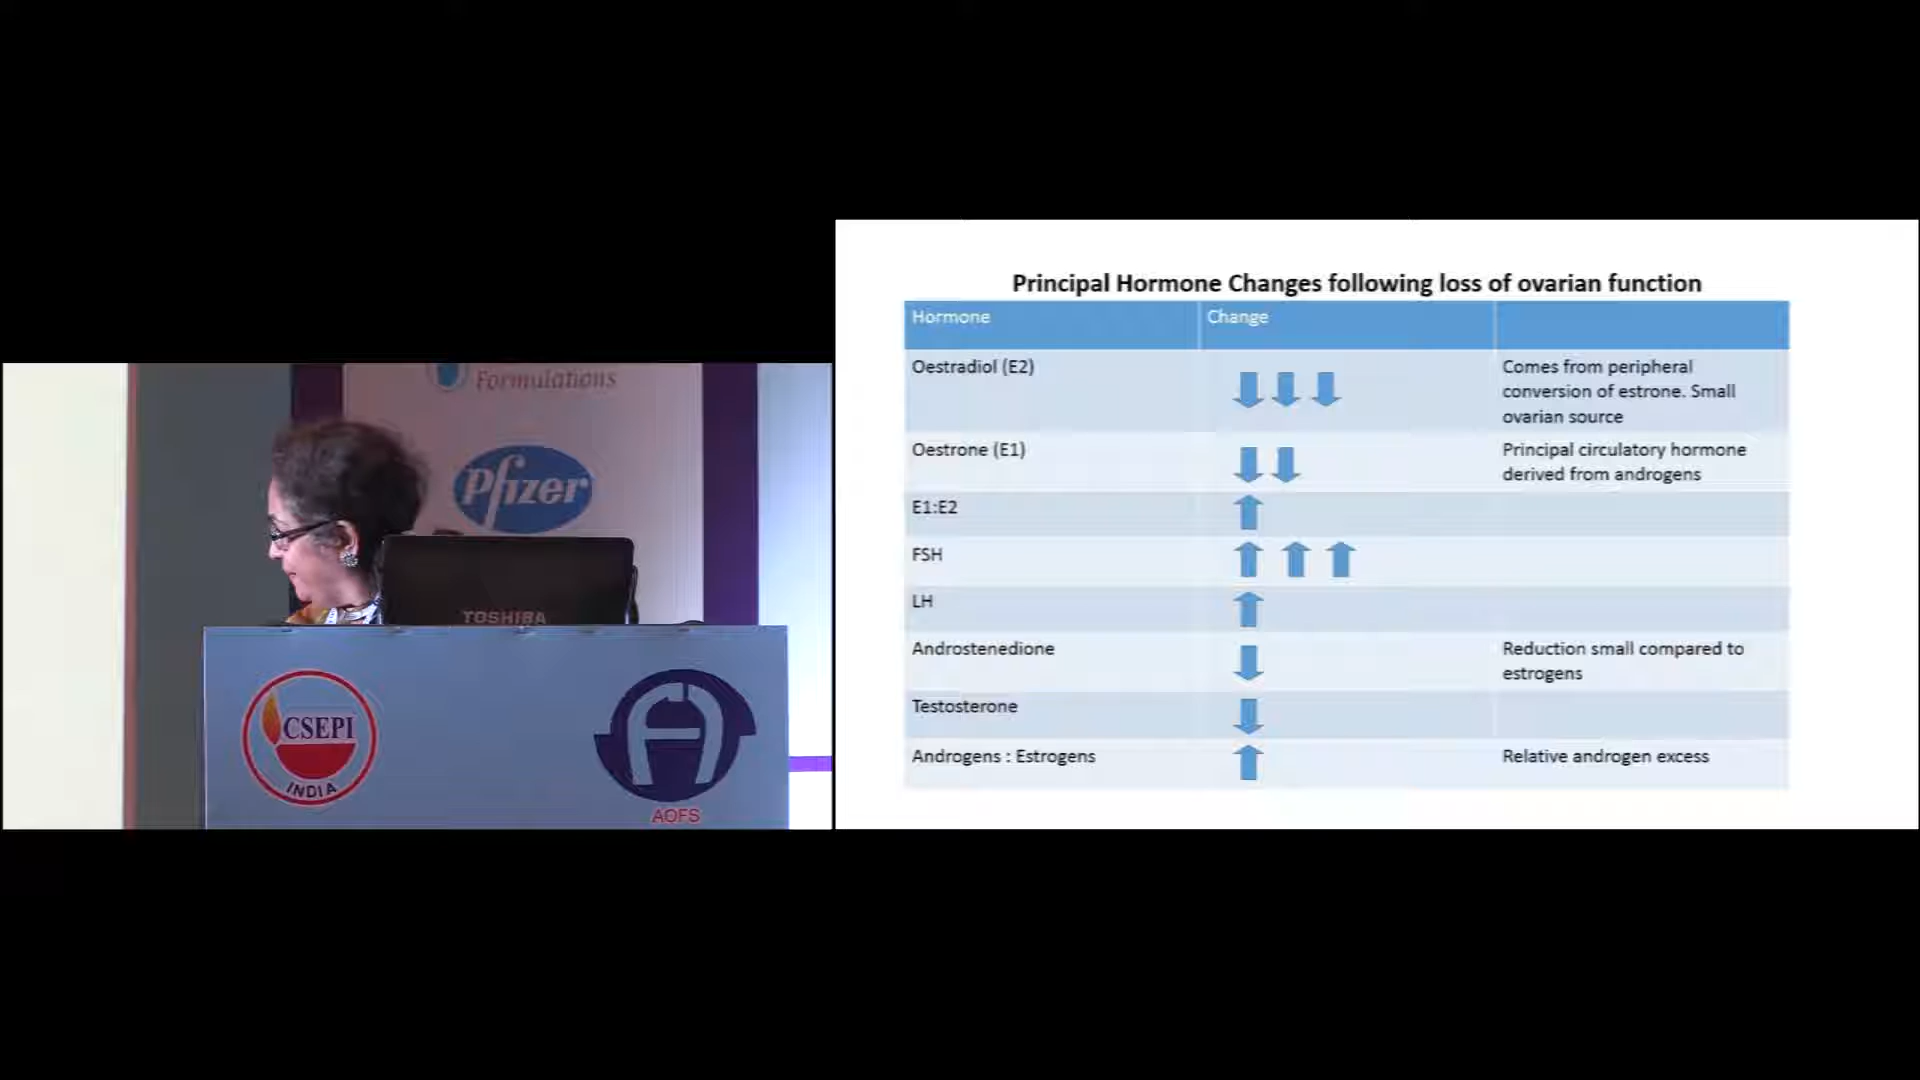 Formulations
Pfizer
TOSHIBA
CSEPI
INDIA
AOFS
Principal Hormone Changes following loss of ovarian function
Hormone Change
Oestradiol (E2) Comes from peripheral
conversion of estrone. Small
ovarian source
Oestrone (E1) Principal circulatory hormone
derived from androgens
E1:E2
FSH
LH
Androstenedione Reduction small compared to
estrogens
Testosterone
Androgens : Estrogens Relative androgen excess